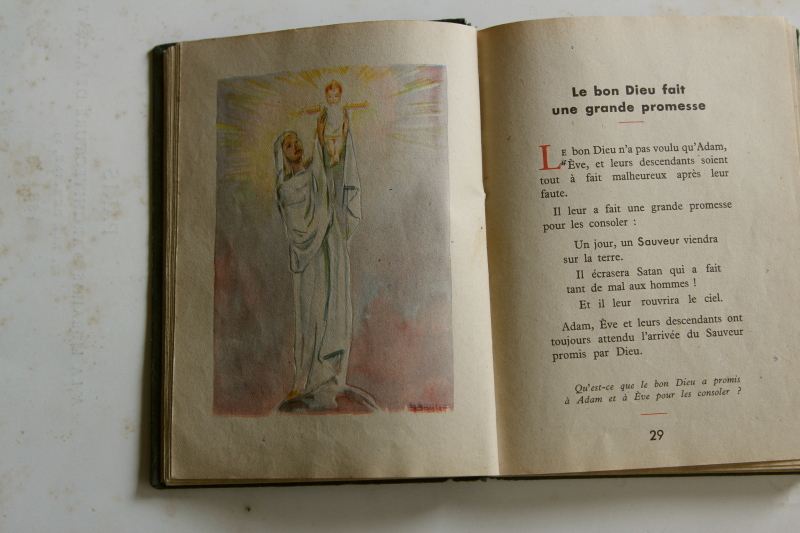 Le bon Dieu fait
une grande promesse
LE bon Dieu n'a pas voulu qu'Adam,
Ève, et leurs descendants soient
tout à fait malheureux après leur
faute.
Il leur a fait une grande promesse
pour les consoler :
Un jour, un Sauveur viendra
sur la terre.
Il écrasera Satan qui a fait
tant de mal aux hommes !
Et il leur rouvrira le ciel.
Adam, Ève et leurs descendants ont
toujours attendu l'arrivée du Sauveur
promis par Dieu.
Qu'est-ce que le bon Dieu a promis
à Adam et à Ève pour les consoler ?
29